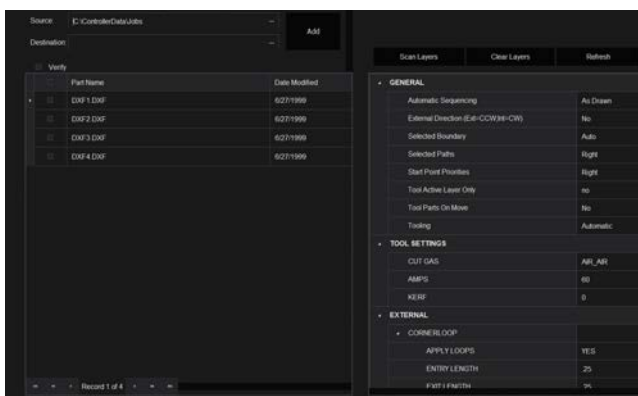 Source: C:\ControllerData\Jobs
Add
Destination:
Verify
Part Name Date Modified
DXF1.DXF 6/27/1999
DXF2.DXF 6/27/1999
DXF3.DXF 6/27/1999
DXF4.DXF 6/27/1999
Record 1 of 4
Scan Layers Clear Layers Refresh
GENERAL
Automatic Sequencing As Drawn
External Direction (Ext=CCW,Int=CW) No
Selected Boundary Auto
Selected Paths Right
Start Point Priorities Right
Tool Active Layer Only no
Tool Parts On Move No
Tooling Automatic
TOOL SETTINGS
CUT GAS AIR_AIR
AMPS 60
KERF 0
EXTERNAL
CORNERLOOP
APPLY LOOPS YES
ENTRY LENGTH .25
EXIT LENGTH .25